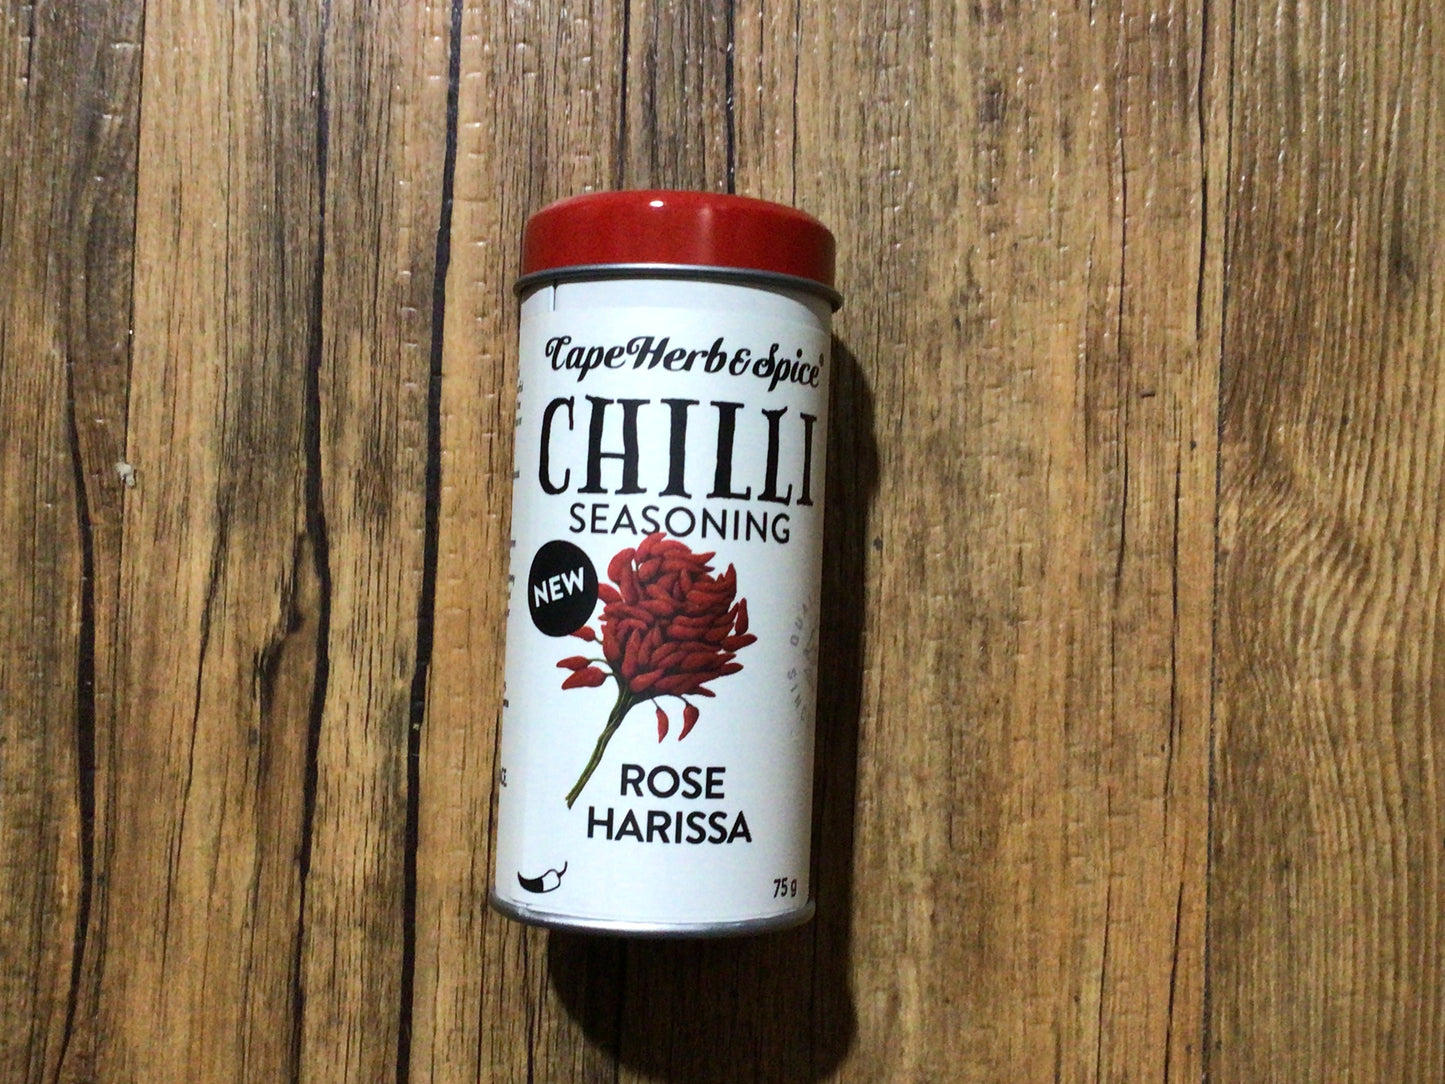 CapeHerb&Spice®
CHILLI
SEASONING
NEW
ROSE
HARISSA
75 g